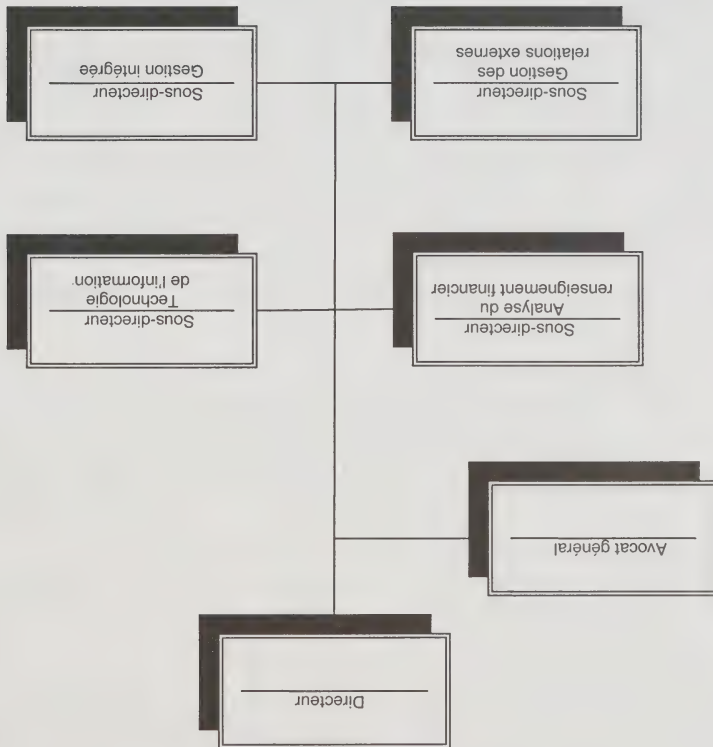 Directeur
Avocat général
Sous-directeur
Analyse du
renseignement financier
Sous-directeur
Technologie
de l'information
Sous-directeur
Gestion des
relations externes
Sous-directeur
Gestion intégrée